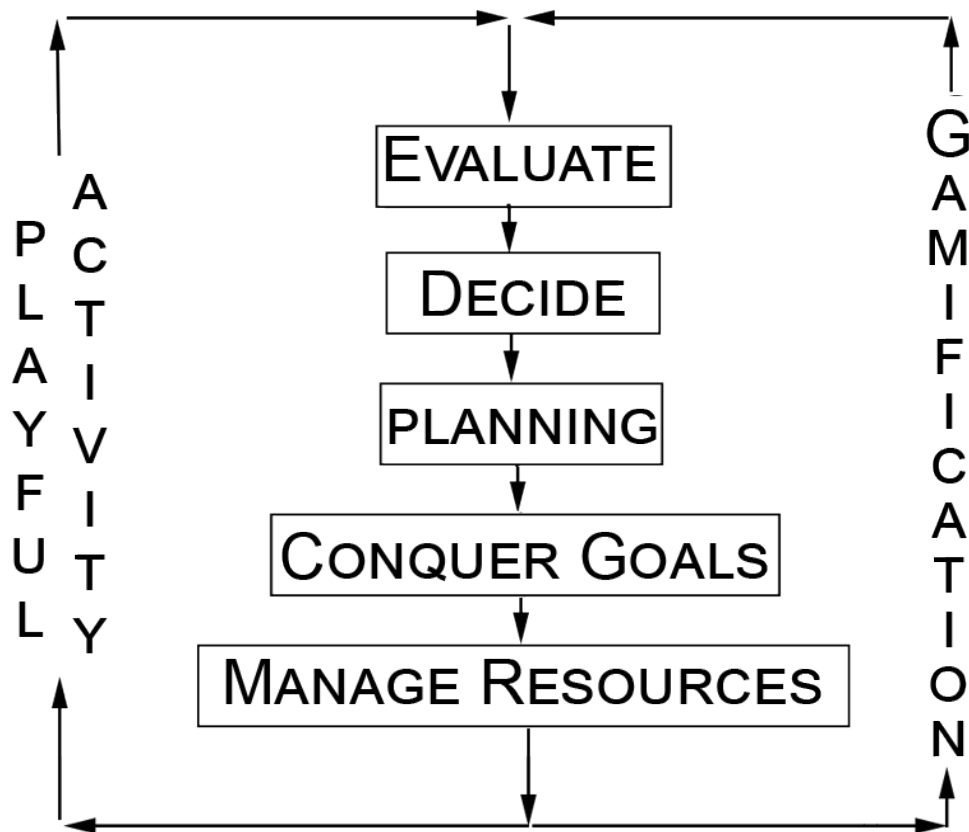 PLAYFUL
ACTIVITY
EVALUATE
DECIDE
PLANNING
CONQUER GOALS
MANAGE RESOURCES
GAMIFICATION